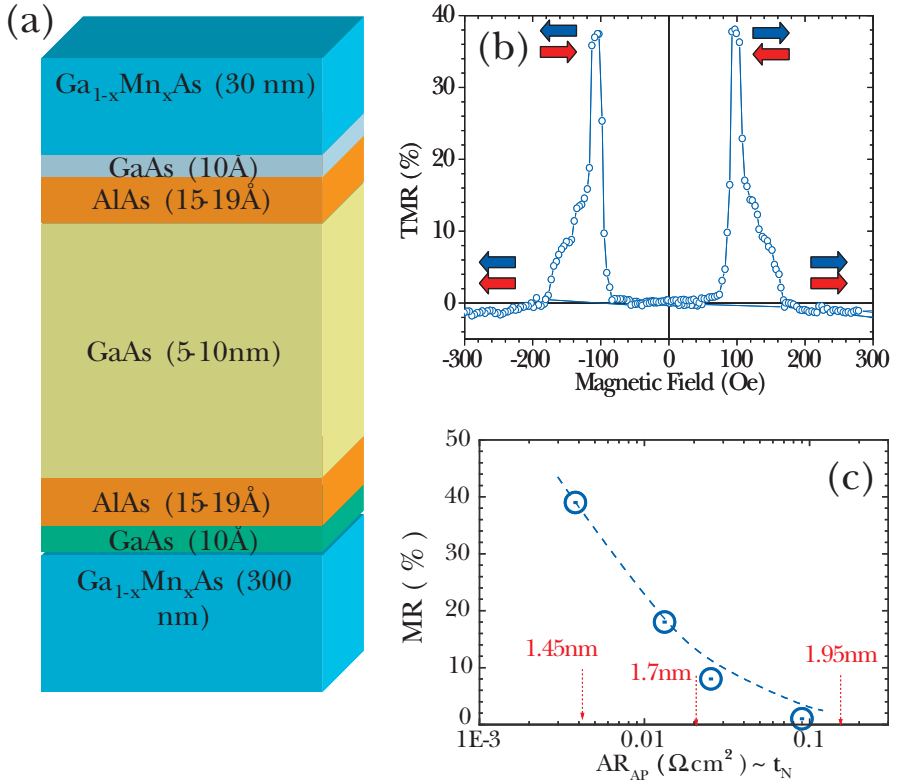 (a)
Ga₁₋ₓMnₓAs (30 nm)
GaAs (10Å)
AlAs (15-19Å)
GaAs (5-10nm)
AlAs (15-19Å)
GaAs (10Å)
Ga₁₋ₓMnₓAs (300
nm)
(b)
TMR (%)
40
30
20
10
0
-300 -200 -100 0 100 200 300
Magnetic Field (Oe)
(c)
MR (%)
50
40
30
20
10
0
1.45nm
1.7nm
1.95nm
1E-3 0.01 0.1
AR_AP (Ωcm²) ~ t_N